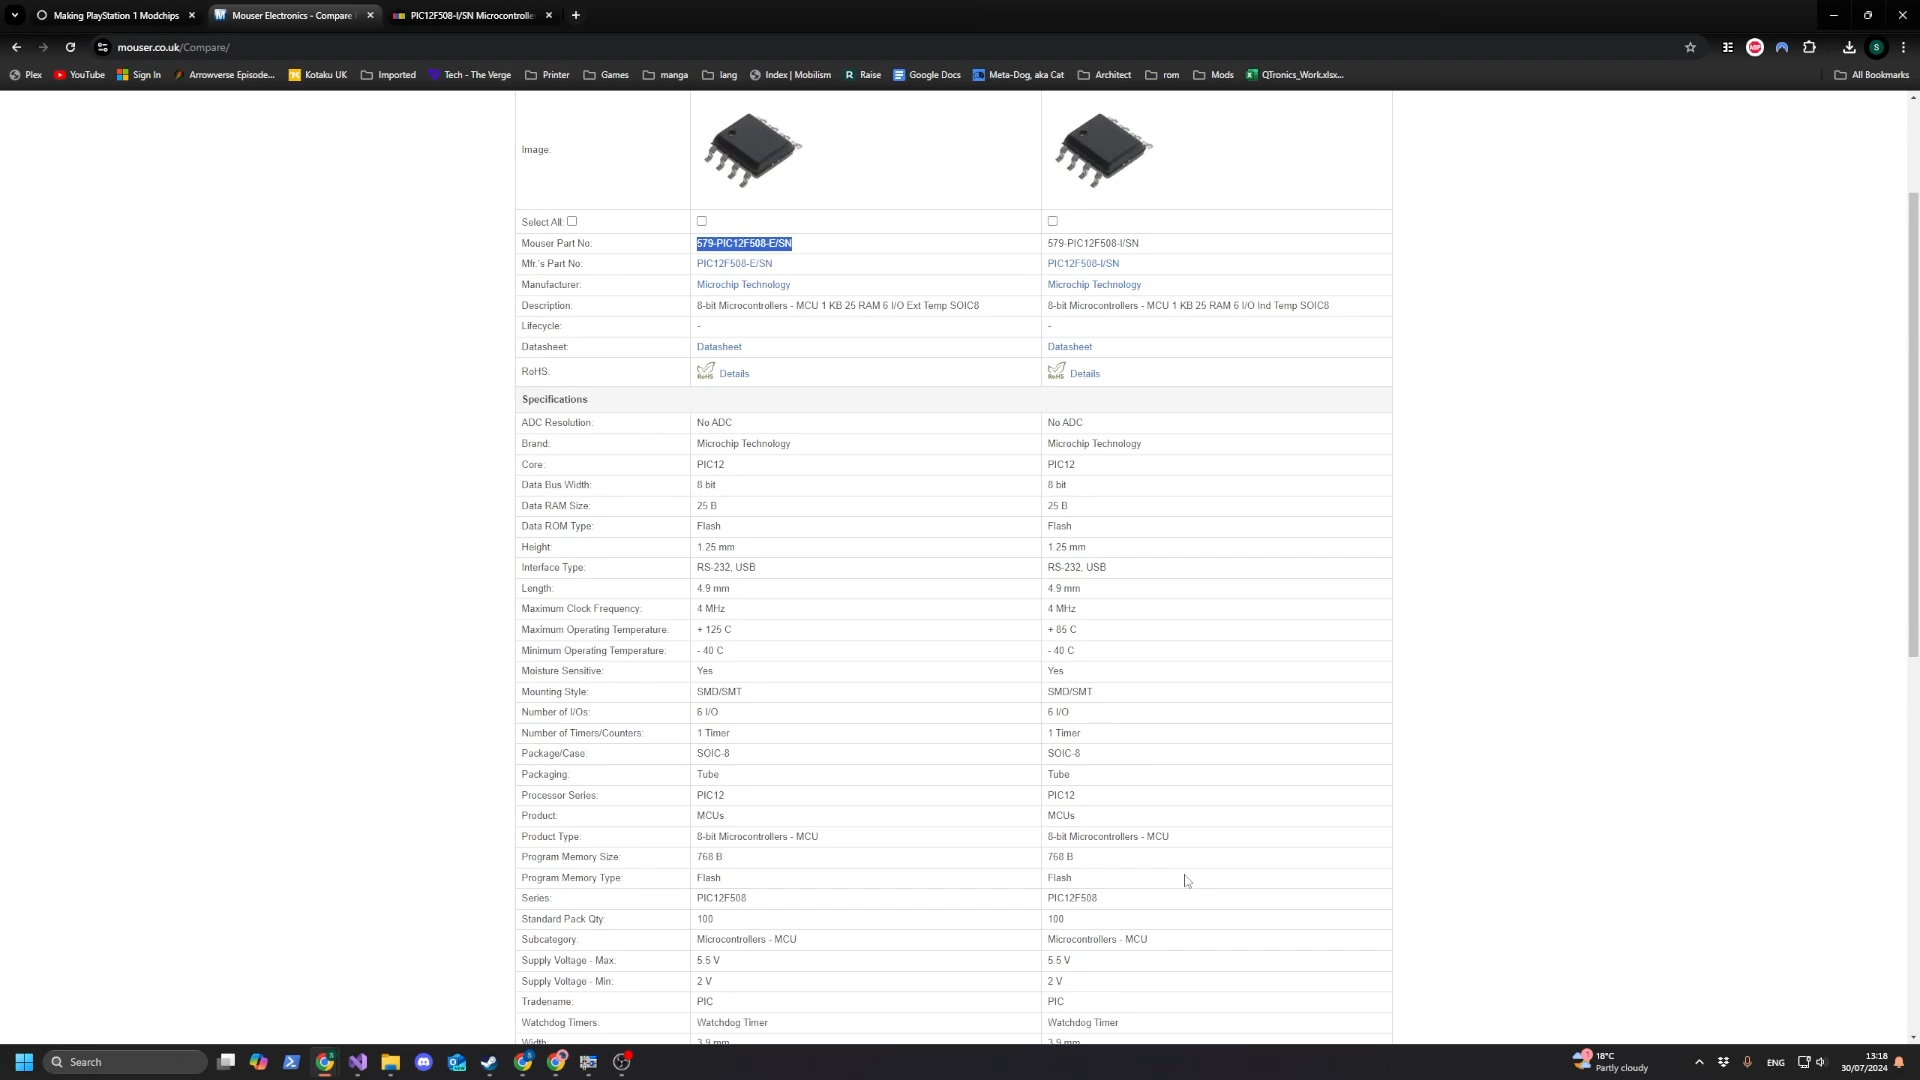 Making PlayStation 1 Modchips
Mouser Electronics - Compare
PIC12F508-I/SN Microcontrolle
mouser.co.uk/Compare/
ABP
S
Plex
YouTube
Sign In
Arrowverse Episode...
Kotaku UK
Imported
Tech - The Verge
Printer
Games
manga
lang
Index | Mobilism
Raise
Google Docs
Meta-Dog, aka Cat
Architect
rom
Mods
QTronics_Work.xlsx...
All Bookmarks
Image:
Select All:
Mouser Part No: 579-PIC12F508-E/SN 579-PIC12F508-I/SN
Mfr.'s Part No: PIC12F508-E/SN PIC12F508-I/SN
Manufacturer: Microchip Technology Microchip Technology
Description: 8-bit Microcontrollers - MCU 1 KB 25 RAM 6 I/O Ext Temp SOIC8 8-bit Microcontrollers - MCU 1 KB 25 RAM 6 I/O Ind Temp SOIC8
Lifecycle: - -
Datasheet: Datasheet Datasheet
RoHS: RoHS Details RoHS Details
Specifications
ADC Resolution: No ADC No ADC
Brand: Microchip Technology Microchip Technology
Core: PIC12 PIC12
Data Bus Width: 8 bit 8 bit
Data RAM Size: 25 B 25 B
Data ROM Type: Flash Flash
Height: 1.25 mm 1.25 mm
Interface Type: RS-232, USB RS-232, USB
Length: 4.9 mm 4.9 mm
Maximum Clock Frequency: 4 MHz 4 MHz
Maximum Operating Temperature: + 125 C + 85 C
Minimum Operating Temperature: - 40 C - 40 C
Moisture Sensitive: Yes Yes
Mounting Style: SMD/SMT SMD/SMT
Number of I/Os: 6 I/O 6 I/O
Number of Timers/Counters: 1 Timer 1 Timer
Package/Case: SOIC-8 SOIC-8
Packaging: Tube Tube
Processor Series: PIC12 PIC12
Product: MCUs MCUs
Product Type: 8-bit Microcontrollers - MCU 8-bit Microcontrollers - MCU
Program Memory Size: 768 B 768 B
Program Memory Type: Flash Flash
Series: PIC12F508 PIC12F508
Standard Pack Qty: 100 100
Subcategory: Microcontrollers - MCU Microcontrollers - MCU
Supply Voltage - Max: 5.5 V 5.5 V
Supply Voltage - Min: 2 V 2 V
Tradename: PIC PIC
Watchdog Timers: Watchdog Timer Watchdog Timer
Width: 3.9 mm 3.9 mm
Search
18°C
Partly cloudy
ENG
13:18
30/07/2024